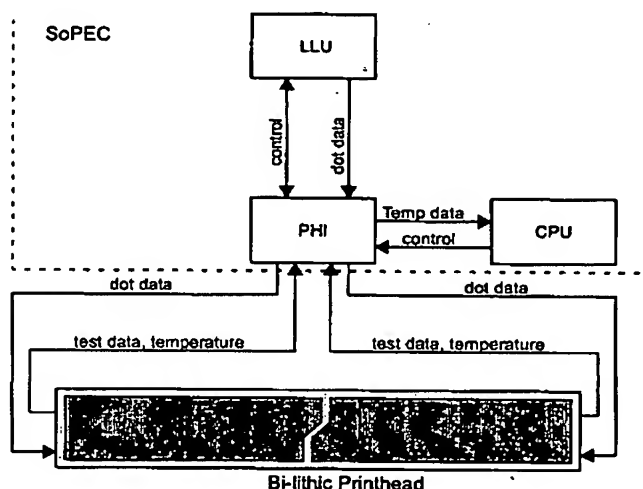 SoPEC
LLU
control
dot data
PHI
Temp data
control
CPU
dot data
dot data
test data, temperature
test data, temperature
Bi-lithic Printhead